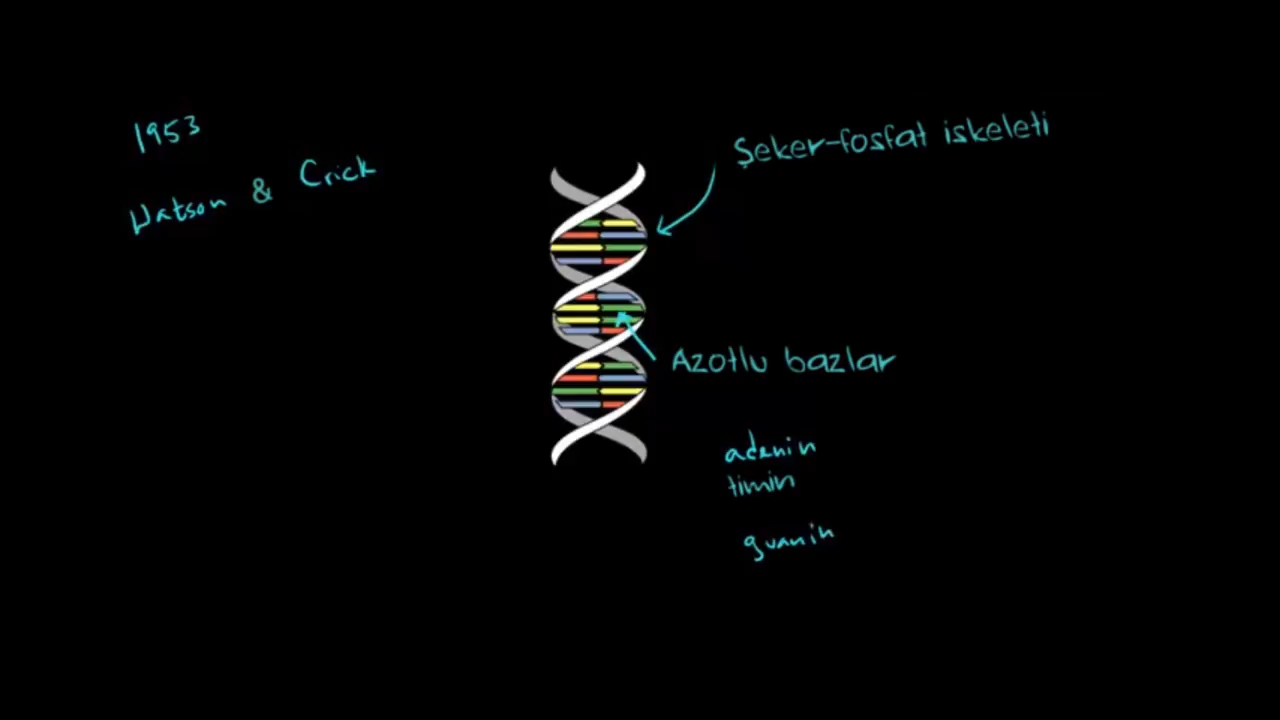 1953
Watson & Crick
Şeker-fosfat iskeleti
Azotlu bazlar
adenin
timin
guanin